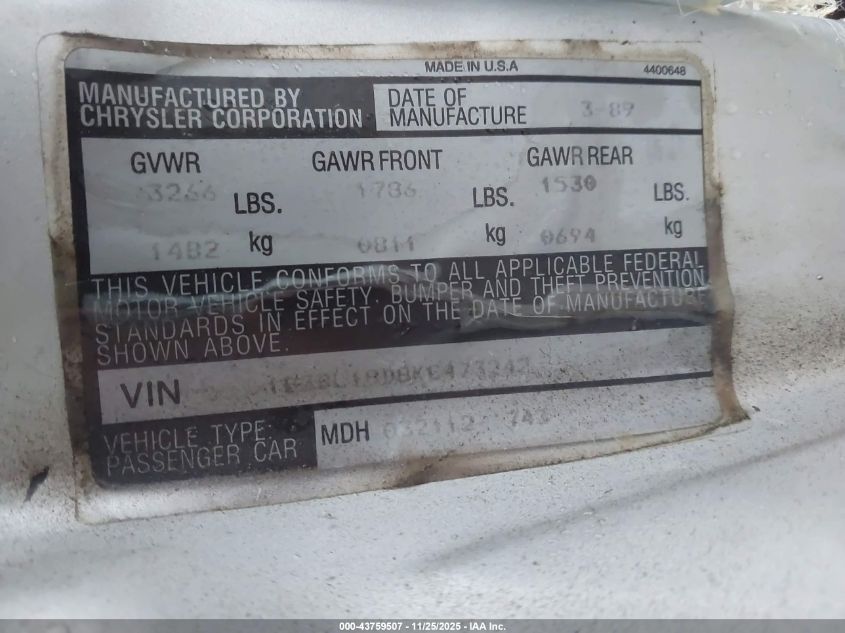 MADE IN U.S.A 4400648
MANUFACTURED BY
CHRYSLER CORPORATION
DATE OF
MANUFACTURE 3-89
GVWR GAWR FRONT GAWR REAR
3266 LBS. 1786 LBS. 1530 LBS.
1482 kg 0811 kg 0694 kg
THIS VEHICLE CONFORMS TO ALL APPLICABLE FEDERAL
MOTOR VEHICLE SAFETY, BUMPER AND THEFT PREVENTION
STANDARDS IN EFFECT ON THE DATE OF MANUFACTURE
SHOWN ABOVE.
VIN
VEHICLE TYPE:
PASSENGER CAR
MDH 032112 743
000-43759507 - 11/25/2025 - IAA Inc.